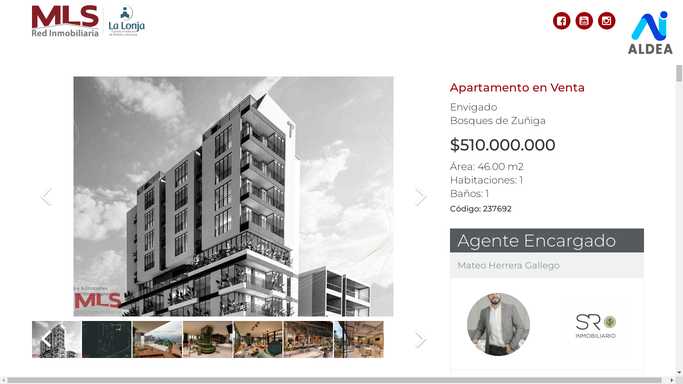 MLS
Red Inmobiliaria
La Lonja
ALDEA
Apartamento en Venta
Envigado
Bosques de Zuñiga
$510.000.000
Área: 46.00 m2
Habitaciones: 1
Baños: 1
Código: 237692
Agente Encargado
Mateo Herrera Gallego
SR
INMOBILIARIO
MLS